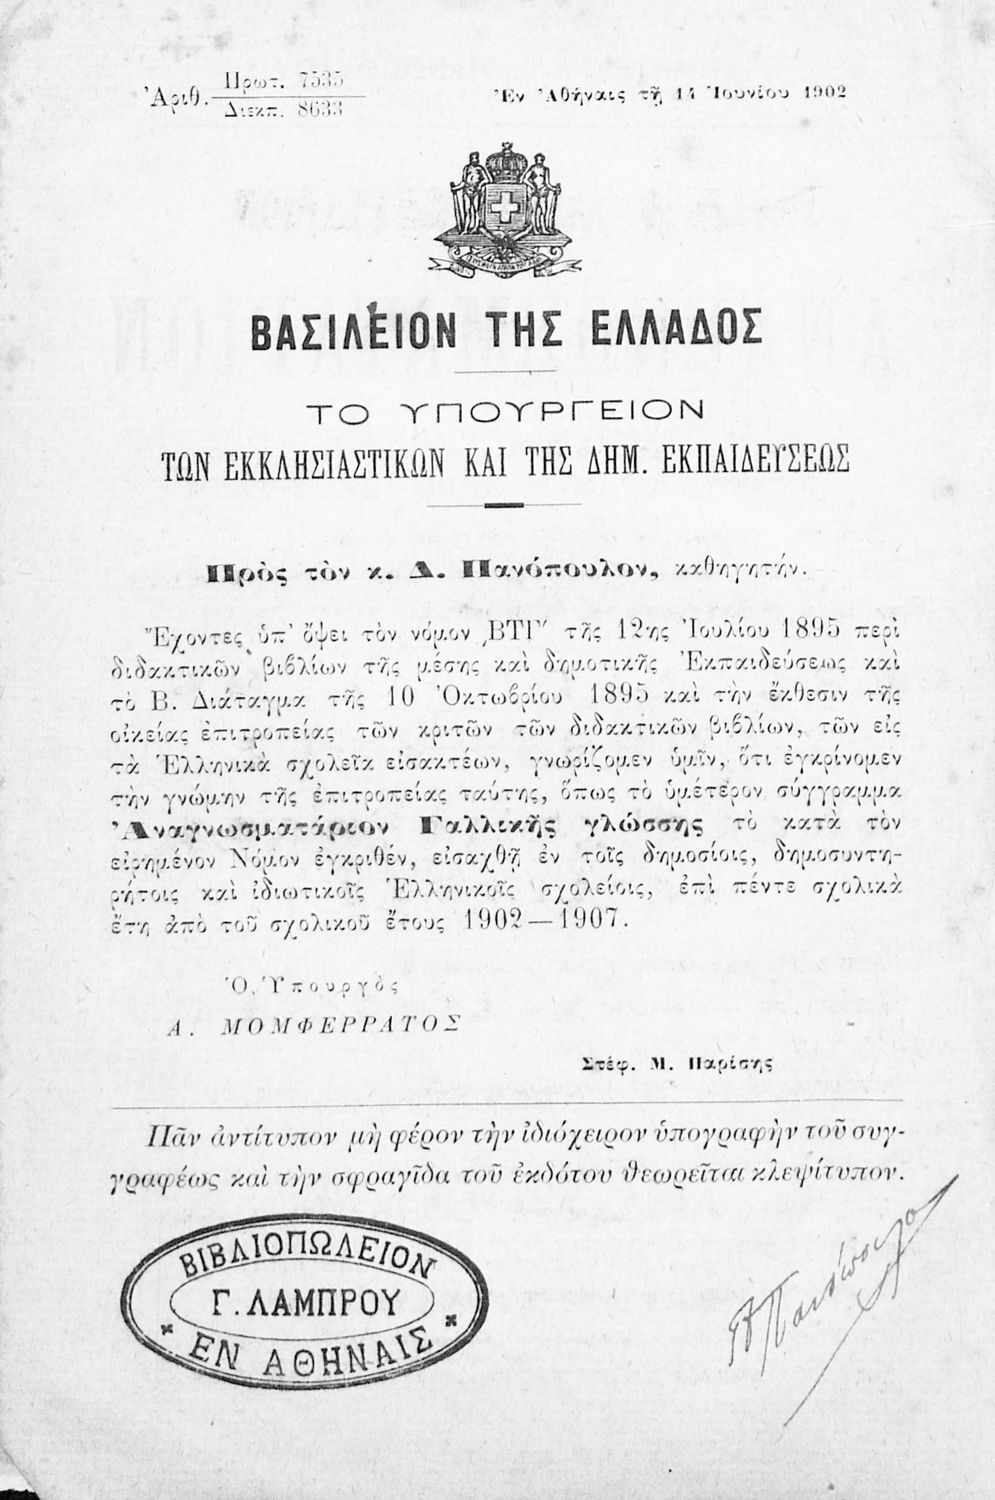 Ἀριθ. Πρωτ. 7535
Διεκπ. 8633
Ἐν Ἀθήναις τῇ 14 Ἰουνίου 1902
ΒΑΣΙΛΕΙΟΝ ΤΗΣ ΕΛΛΑΔΟΣ
ΤΟ ΥΠΟΥΡΓΕΙΟΝ
ΤΩΝ ΕΚΚΛΗΣΙΑΣΤΙΚΩΝ ΚΑΙ ΤΗΣ ΔΗΜ. ΕΚΠΑΙΔΕΥΣΕΩΣ
Πρὸς τὸν κ. Δ. Πανόπουλον, καθηγητήν.
Ἔχοντες ὑπ' ὄψει τὸν νόμον ͵ΒΤΓʹ τῆς 12ης Ἰουλίου 1895 περὶ
διδακτικῶν βιβλίων τῆς μέσης καὶ δημοτικῆς Ἐκπαιδεύσεως καὶ
τὸ Β. Διάταγμα τῆς 10 Ὀκτωβρίου 1895 καὶ τὴν ἔκθεσιν τῆς
οἰκείας ἐπιτροπείας τῶν κριτῶν τῶν διδακτικῶν βιβλίων, τῶν εἰς
τὰ Ἑλληνικὰ σχολεῖα εἰσακτέων, γνωρίζομεν ὑμῖν, ὅτι ἐγκρίνομεν
τὴν γνώμην τῆς ἐπιτροπείας ταύτης, ὅπως τὸ ὑμέτερον σύγγραμμα
Ἀναγνωσματάριον Γαλλικῆς γλώσσης τὸ κατὰ τὸν
εἰρημένον Νόμον ἐγκριθέν, εἰσαχθῇ ἐν τοῖς δημοσίοις, δημοσυντη-
ρήτοις καὶ ἰδιωτικοῖς Ἑλληνικοῖς σχολείοις, ἐπὶ πέντε σχολικὰ
ἔτη ἀπὸ τοῦ σχολικοῦ ἔτους 1902—1907.
Ὁ Ὑπουργὸς
Α. ΜΟΜΦΕΡΡΑΤΟΣ
Στέφ. Μ. Παρίσης
Πᾶν ἀντίτυπον μὴ φέρον τὴν ἰδιόχειρον ὑπογραφὴν τοῦ συγ-
γραφέως καὶ τὴν σφραγῖδα τοῦ ἐκδότου θεωρεῖται κλεψίτυπον.
ΒΙΒΛΙΟΠΩΛΕΙΟΝ
Γ. ΛΑΜΠΡΟΥ
ΕΝ ΑΘΗΝΑΙΣ